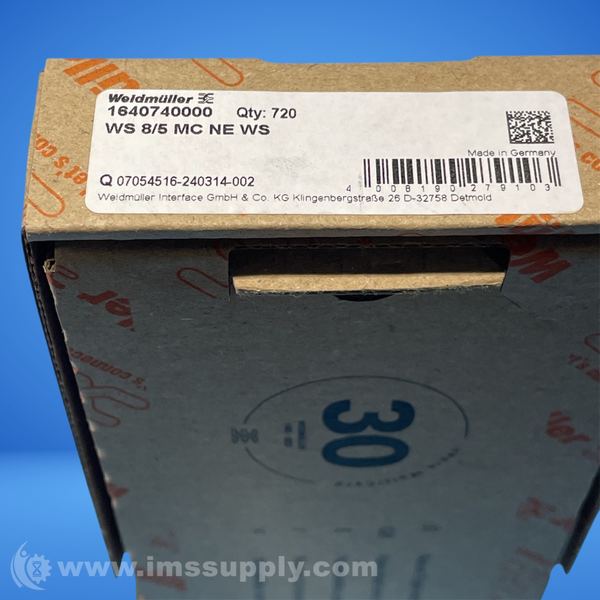 Weidmüller
1640740000 Qty: 720
WS 8/5 MC NE WS
Made in Germany
Q 07054516-240314-002
4 008190 279103
Weidmüller Interface GmbH & Co. KG Klingenbergstraße 26 D-32758 Detmold
30
www.imssupply.com